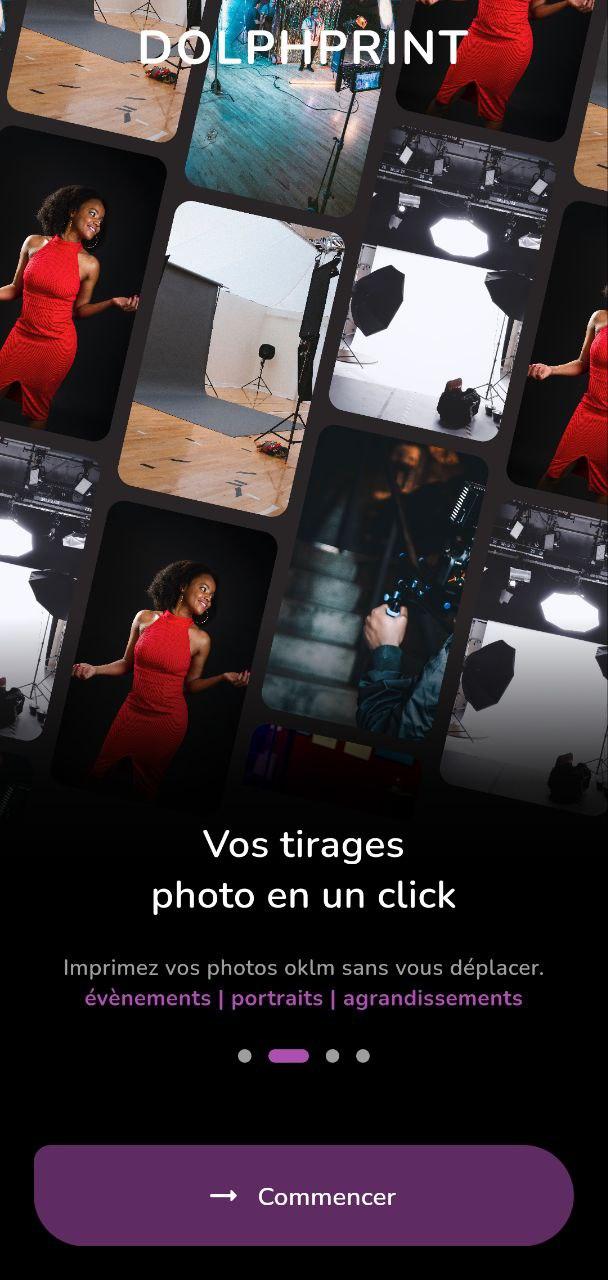 DOLPHPRINT
Vos tirages
photo en un click
Imprimez vos photos oklm sans vous déplacer.
évènements | portraits | agrandissements
Commencer